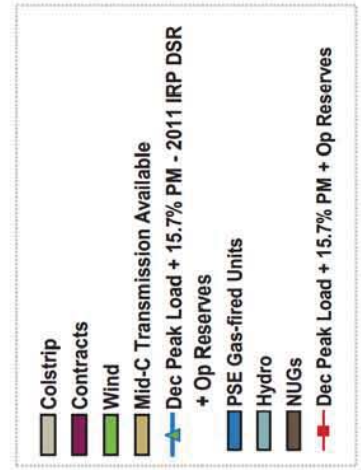 Colstrip
Contracts
Wind
Mid-C Transmission Available
Dec Peak Load + 15.7% PM - 2011 IRP DSR
+ Op Reserves
PSE Gas-fired Units
Hydro
NUGs
Dec Peak Load + 15.7% PM + Op Reserves